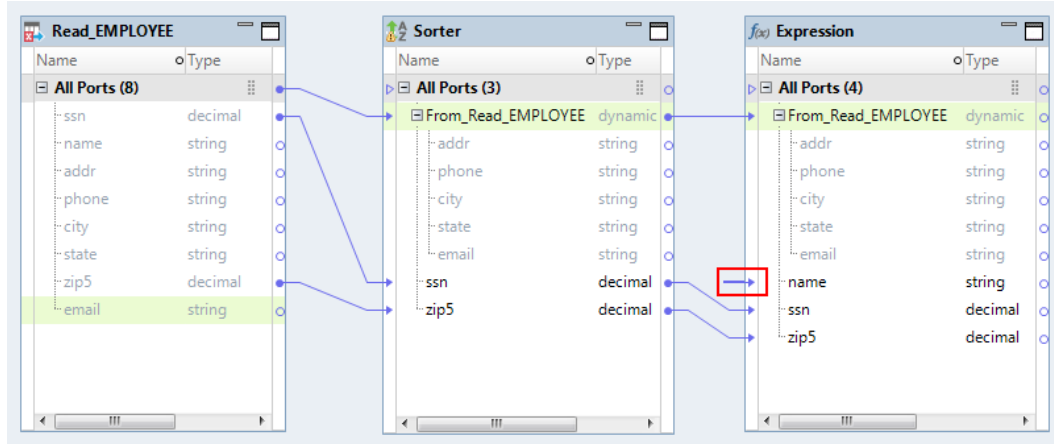 Read_EMPLOYEE
Name Type
All Ports (8)
ssn decimal
name string
addr string
phone string
city string
state string
zip5 decimal
email string
AZ Sorter
Name Type
All Ports (3)
From_Read_EMPLOYEE dynamic
addr string
phone string
city string
state string
email string
ssn decimal
zip5 decimal
f(x) Expression
Name Type
All Ports (4)
From_Read_EMPLOYEE dynamic
addr string
phone string
city string
state string
email string
name string
ssn decimal
zip5 decimal